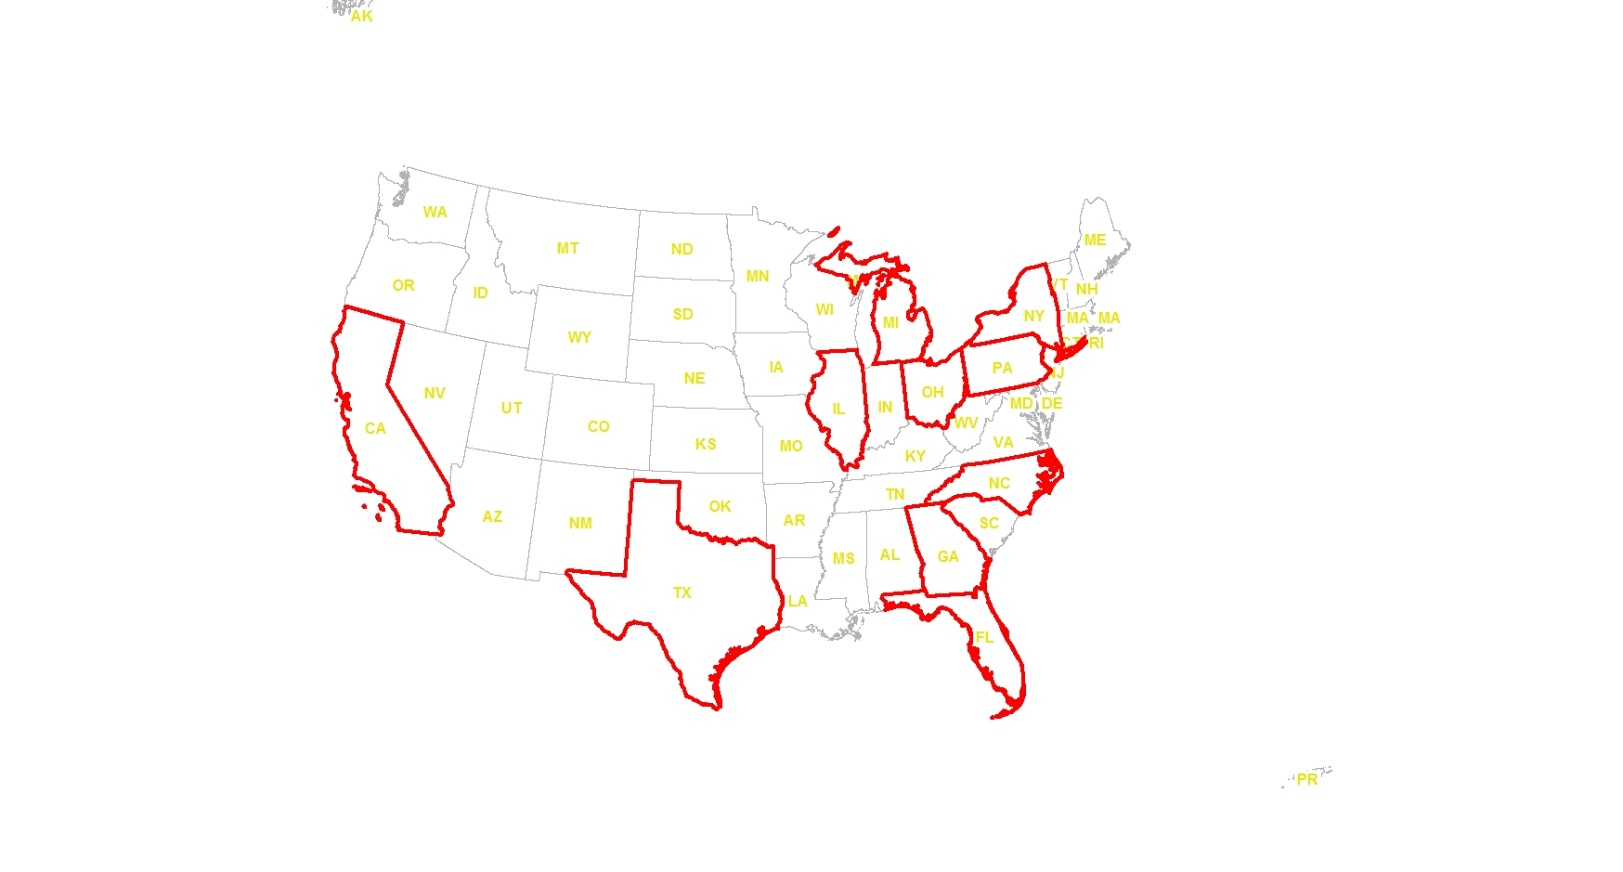 AK
WA
ME
MT
ND
MN
OR
ID
VT
NH
WI
SD
NY
MA
MA
MI
WY
CT
RI
IA
PA
NJ
NE
NV
OH
UT
IL
IN
MD
DE
CO
CA
WV
VA
KS
MO
KY
NC
TN
OK
AZ
AR
NM
SC
MS
AL
GA
TX
LA
FL
PR